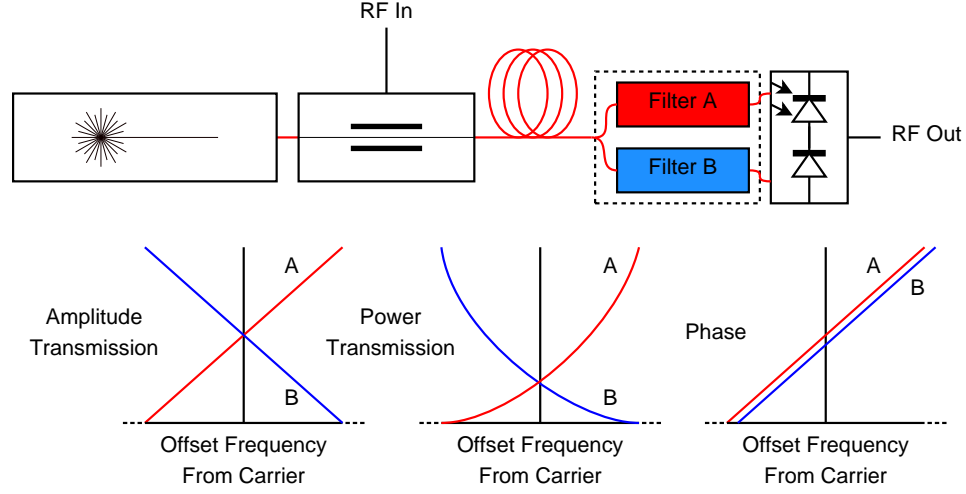 RF In
Filter A
RF Out
Filter B
A
B
Amplitude
Transmission
Offset Frequency
From Carrier
A
B
Power
Transmission
Offset Frequency
From Carrier
A
B
Phase
Offset Frequency
From Carrier